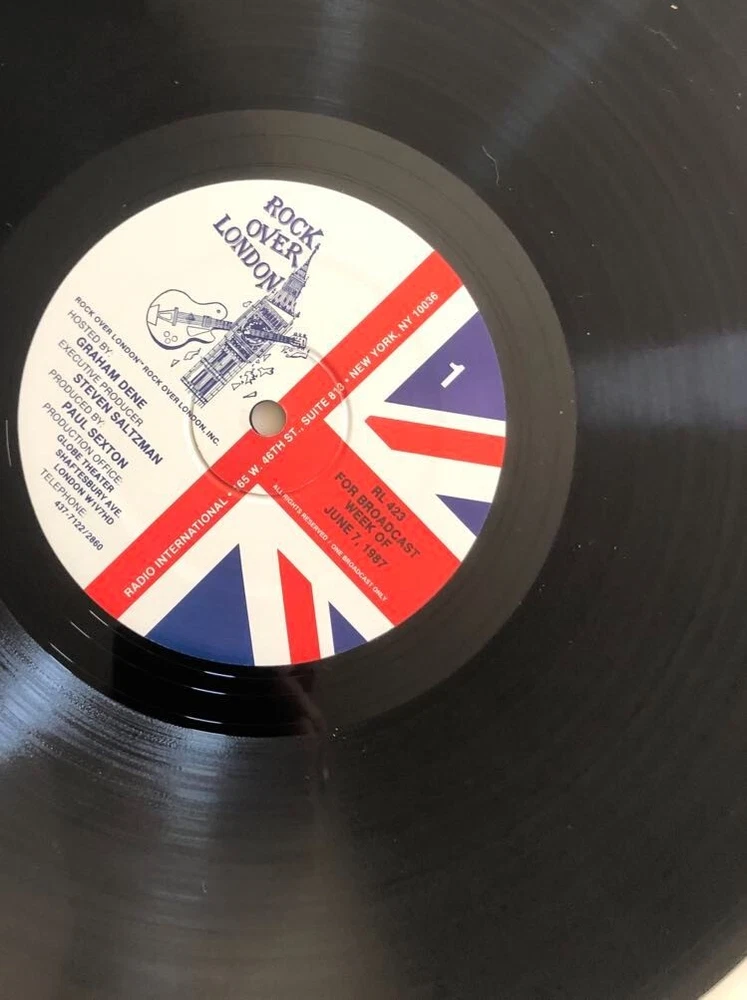 ROCK
OVER
LONDON
ROCK OVER LONDON™ ROCK OVER LONDON, INC.
HOSTED BY:
GRAHAM DENE
EXECUTIVE PRODUCER
STEVEN SALTZMAN
PRODUCED BY:
PAUL SEXTON
PRODUCTION OFFICE:
GLOBE THEATER
SHAFTESBURY AVE.
LONDON W1V7HD
TELEPHONE
437-7122/2860
RADIO INTERNATIONAL • 165 W. 46TH ST., SUITE 813 • NEW YORK, NY 10036
1
RL 423
FOR BROADCAST
WEEK OF
JUNE 7, 1987
ALL RIGHTS RESERVED / ONE BROADCAST ONLY